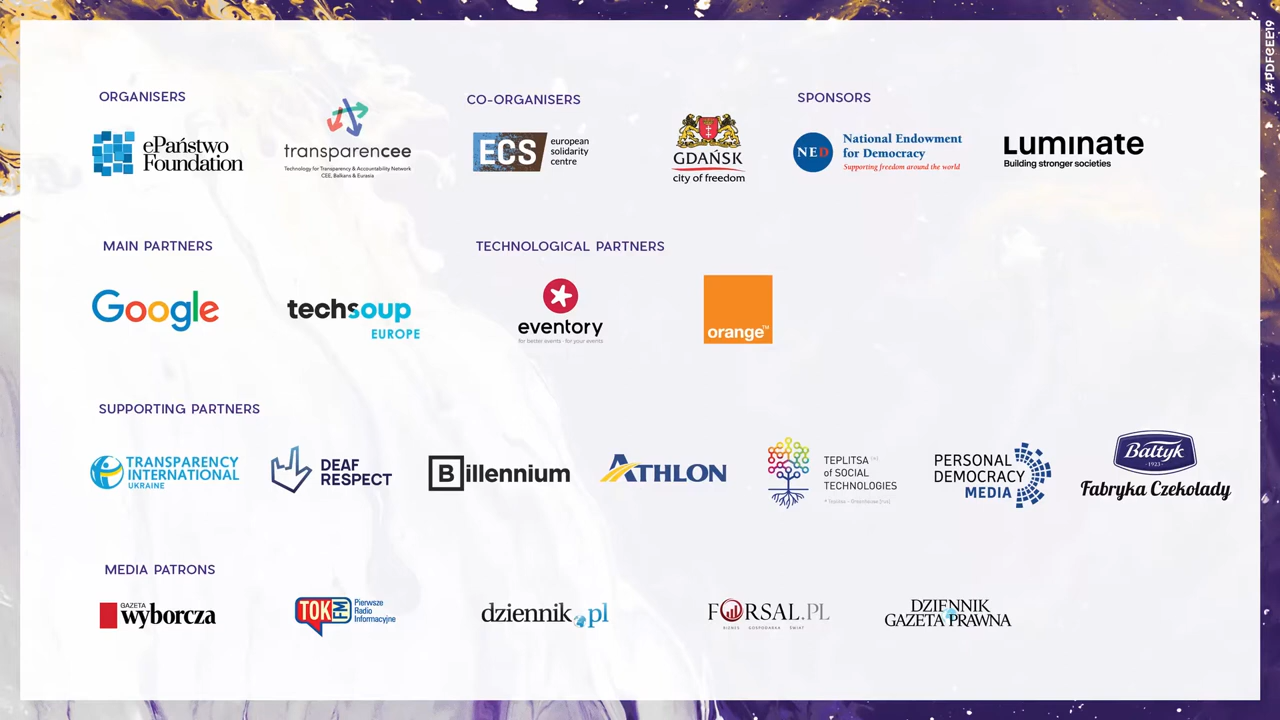 #PDFCEE19
ORGANISERS
CO-ORGANISERS
SPONSORS
ePaństwo
Foundation
transparencee
Technology for Transparency & Accountability Network
CEE, Balkans & Eurasia
ECS
european
solidarity
centre
GDAŃSK
city of freedom
NED
National Endowment
for Democracy
Supporting freedom around the world
Luminate
Building stronger societies
MAIN PARTNERS
TECHNOLOGICAL PARTNERS
Google
techsoup
EUROPE
eventory
for better events · for your events
orange™
SUPPORTING PARTNERS
TRANSPARENCY
INTERNATIONAL
UKRAINE
DEAF
RESPECT
Billennium
ATHLON
TEPLITSA
of SOCIAL
TECHNOLOGIES
PERSONAL
DEMOCRACY
MEDIA
Bałtyk
·1923·
Fabryka Czekolady
MEDIA PATRONS
GAZETA
wyborcza
TOK
FM
Pierwsze
Radio
Informacyjne
dziennik.pl
FORSAL.PL
BIZNES GOSPODARKA ŚWIAT
DZIENNIK
GAZETA PRAWNA